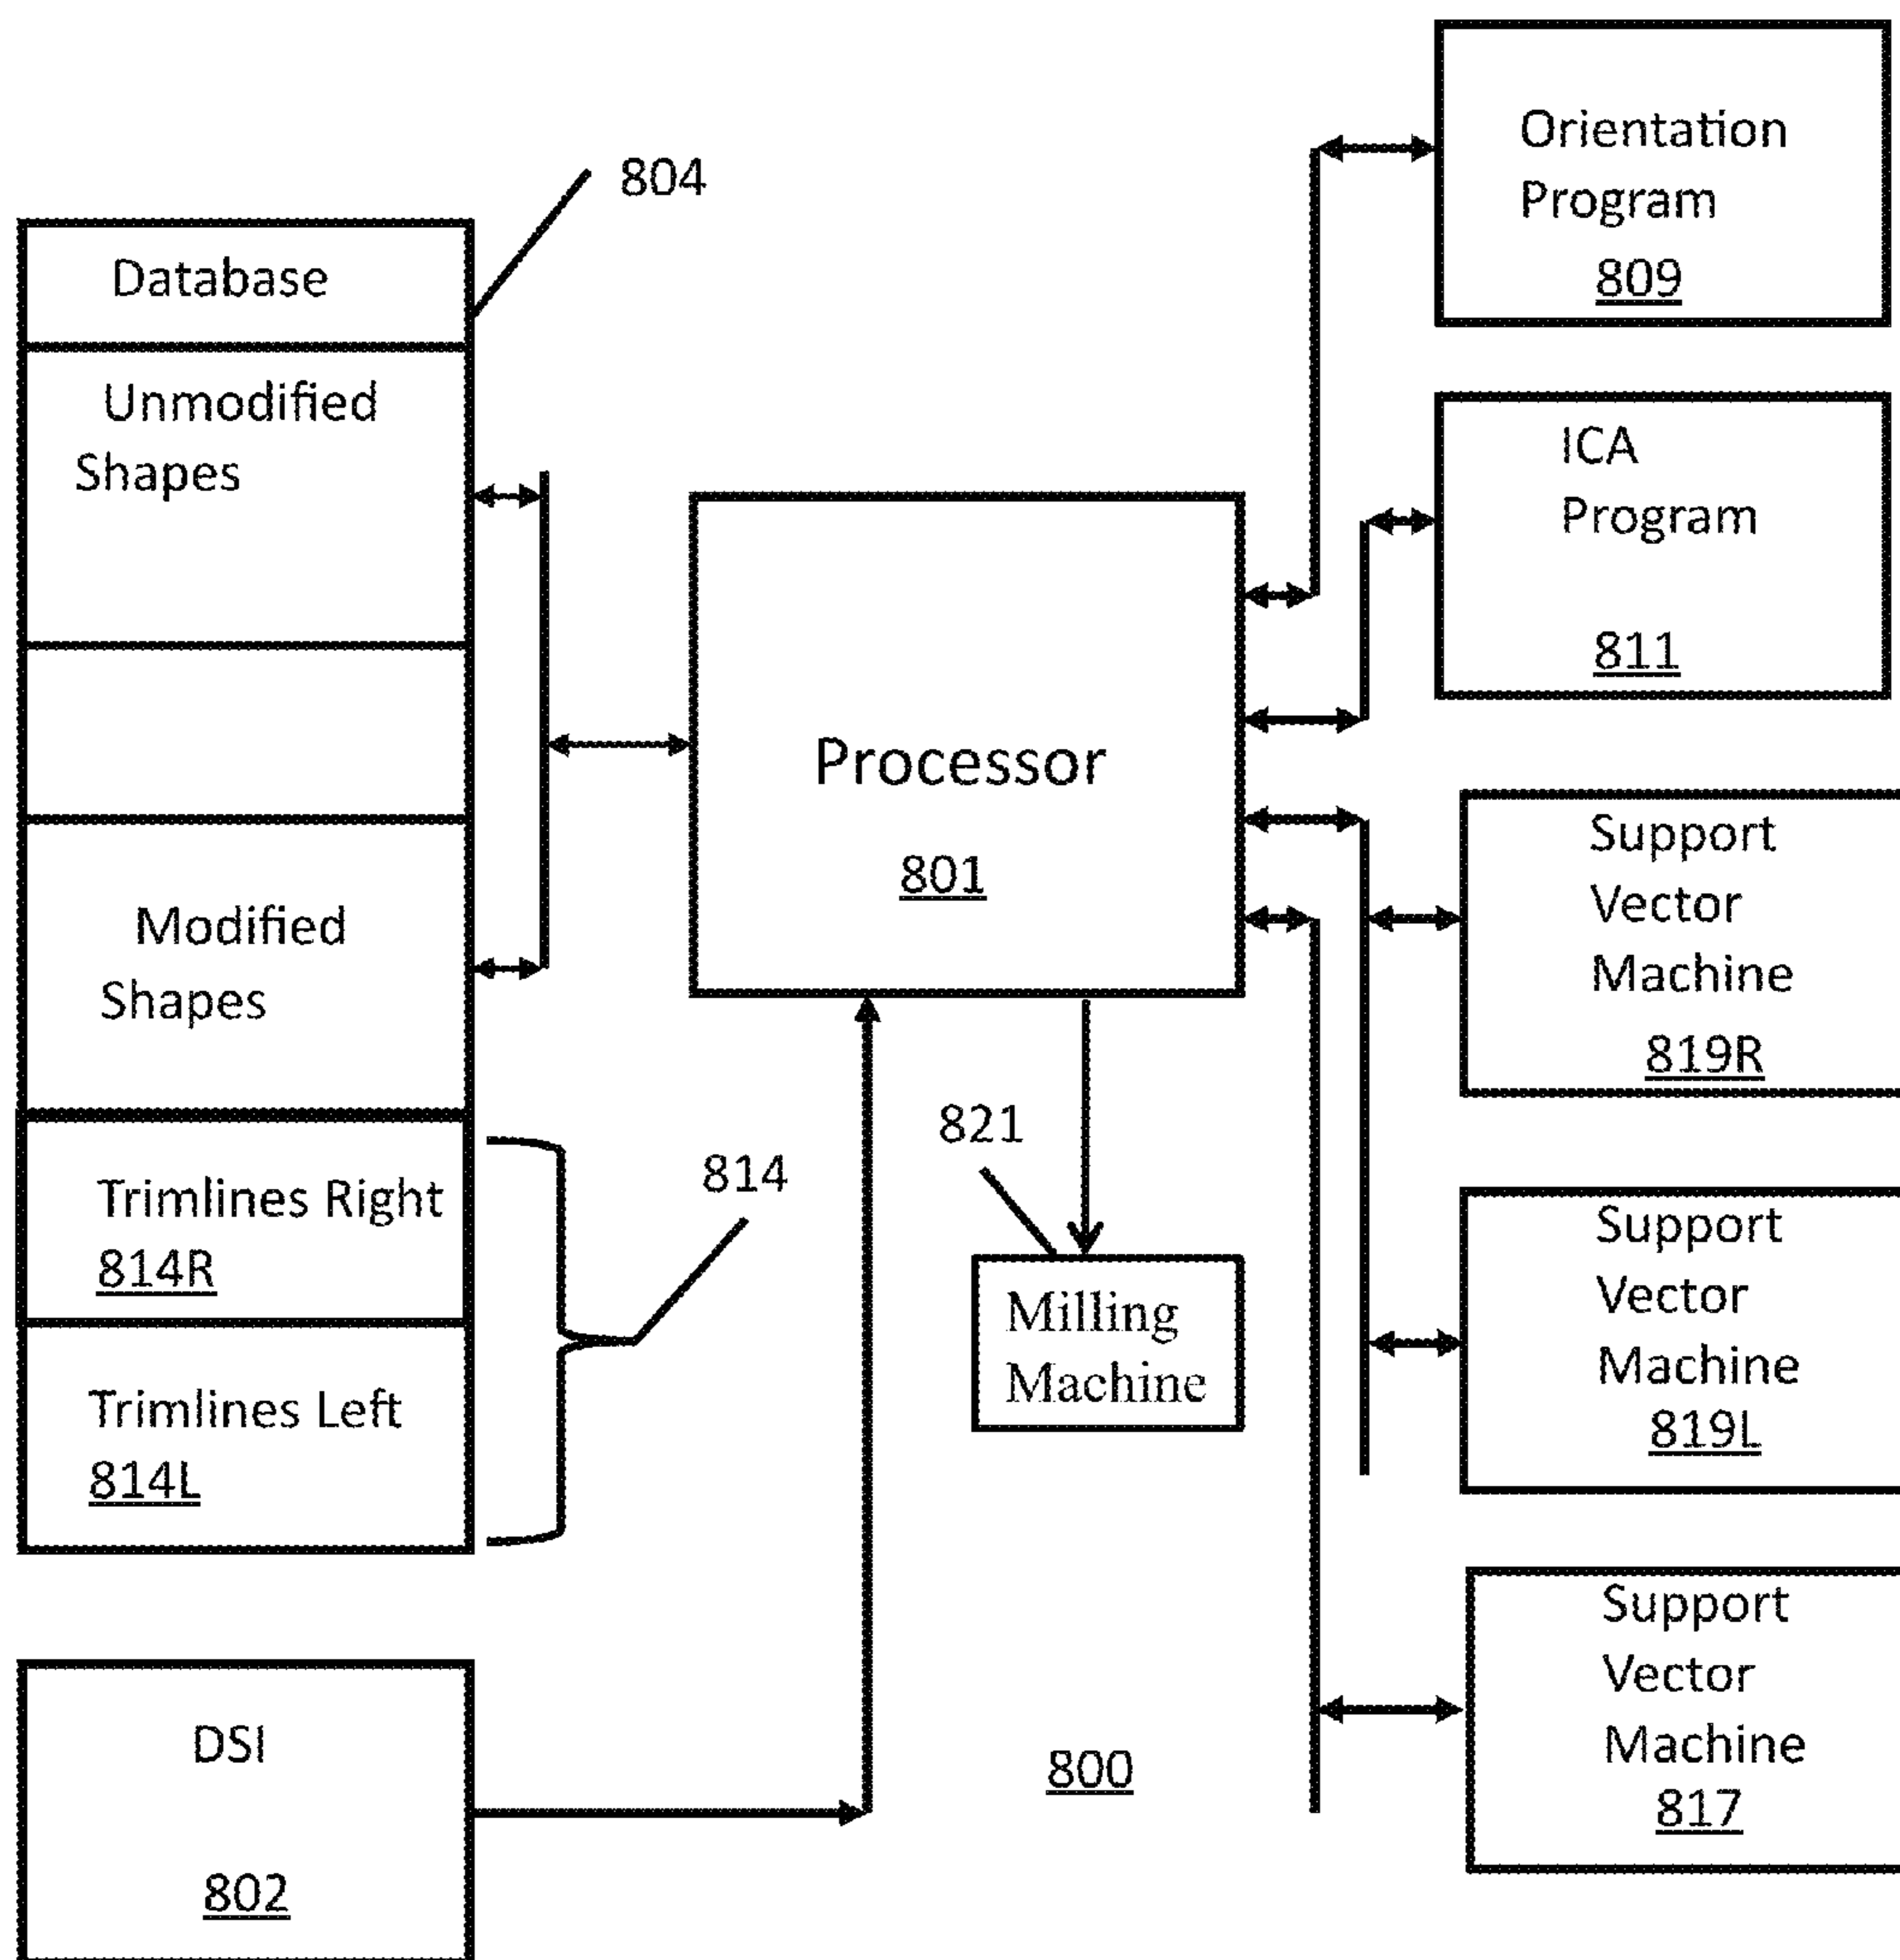 804
Database
Unmodified
Shapes
Modified
Shapes
Trimlines Right
814R
Trimlines Left
814L
814
DSI
802
Processor
801
821
Milling
Machine
800
Orientation
Program
809
ICA
Program
811
Support
Vector
Machine
819R
Support
Vector
Machine
819L
Support
Vector
Machine
817